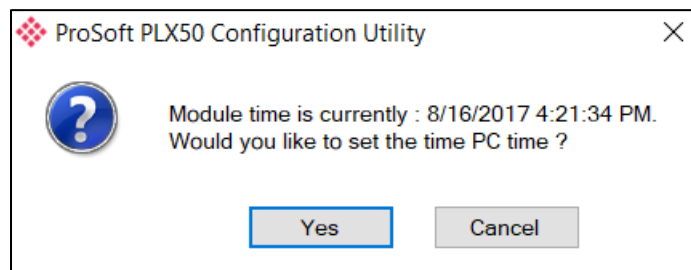 ProSoft PLX50 Configuration Utility
Module time is currently : 8/16/2017 4:21:34 PM.
Would you like to set the time PC time ?
Yes Cancel